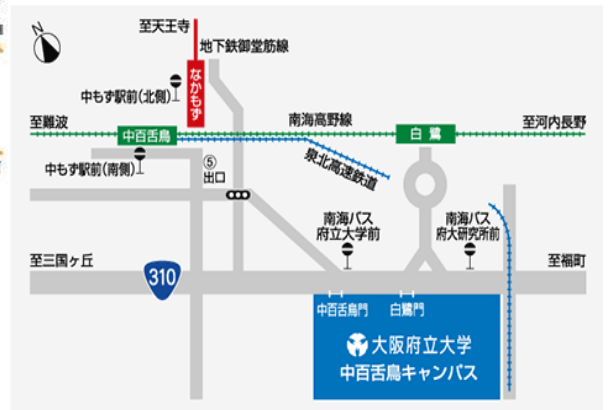 N
至天王寺
地下鉄御堂筋線
なかもず
中もず駅前(北側)
至難波
中百舌鳥
南海高野線
白鷺
至河内長野
中もず駅前(南側)
⑤
出口
泉北高速鉄道
南海バス
府立大学前
南海バス
府大研究所前
至三国ヶ丘
310
至福町
中百舌鳥門
白鷺門
大阪府立大学
中百舌鳥キャンパス